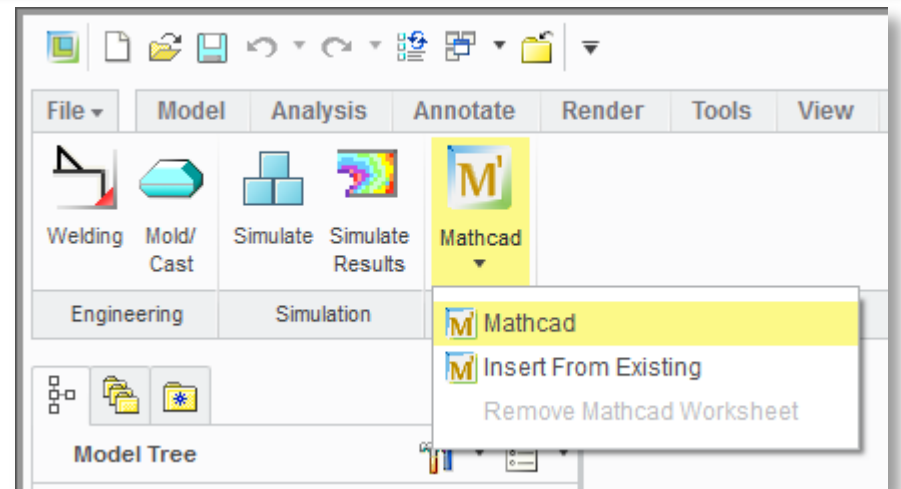 File Model Analysis Annotate Render Tools View
M'
Welding Mold/ Simulate Simulate Mathcad
Cast Results
Engineering Simulation
M' Mathcad
M' Insert From Existing
Remove Mathcad Worksheet
Model Tree